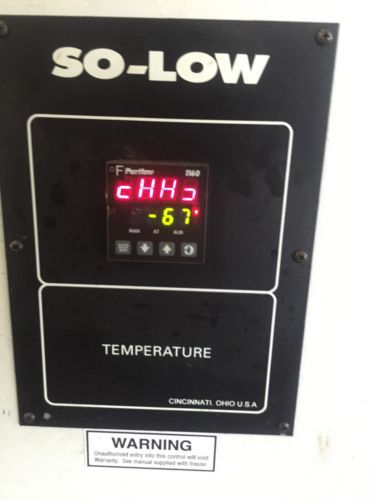 SO-LOW
°F Partlow 1160
cHHɔ
-67°
MAN AT ALM
TEMPERATURE
CINCINNATI, OHIO U.S.A
WARNING
Unauthorized entry into this control will void
Warranty. See manual supplied with freezer